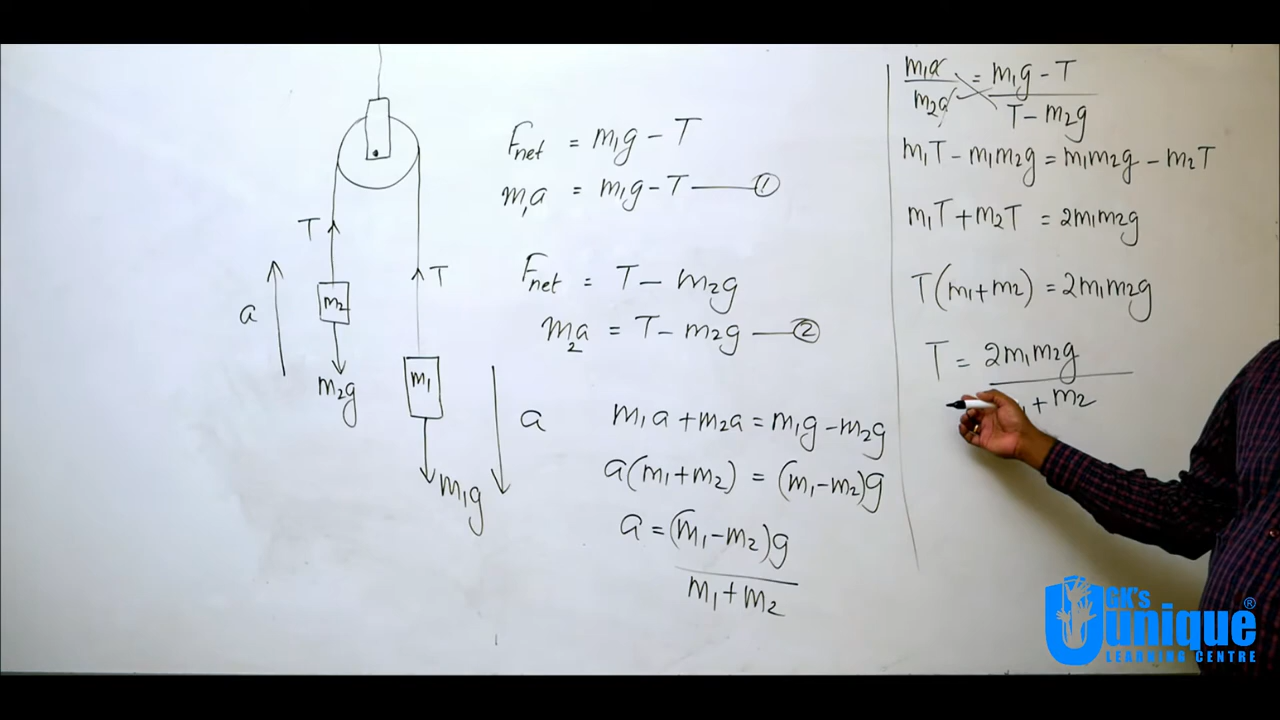 T
T
a
m2
m2g
m1
a
m1g
Fnet = m1g - T
m1a = m1g - T —— ①
Fnet = T - m2g
m2a = T - m2g —— ②
m1a + m2a = m1g - m2g
a(m1+m2) = (m1-m2)g
a = (m1-m2)g
m1+m2
m1a = m1g - T
m2a T - m2g
m1T - m1m2g = m1m2g - m2T
m1T + m2T = 2m1m2g
T(m1+m2) = 2m1m2g
T = 2m1m2g
+ m2
GK's
Unique ®
LEARNING CENTRE